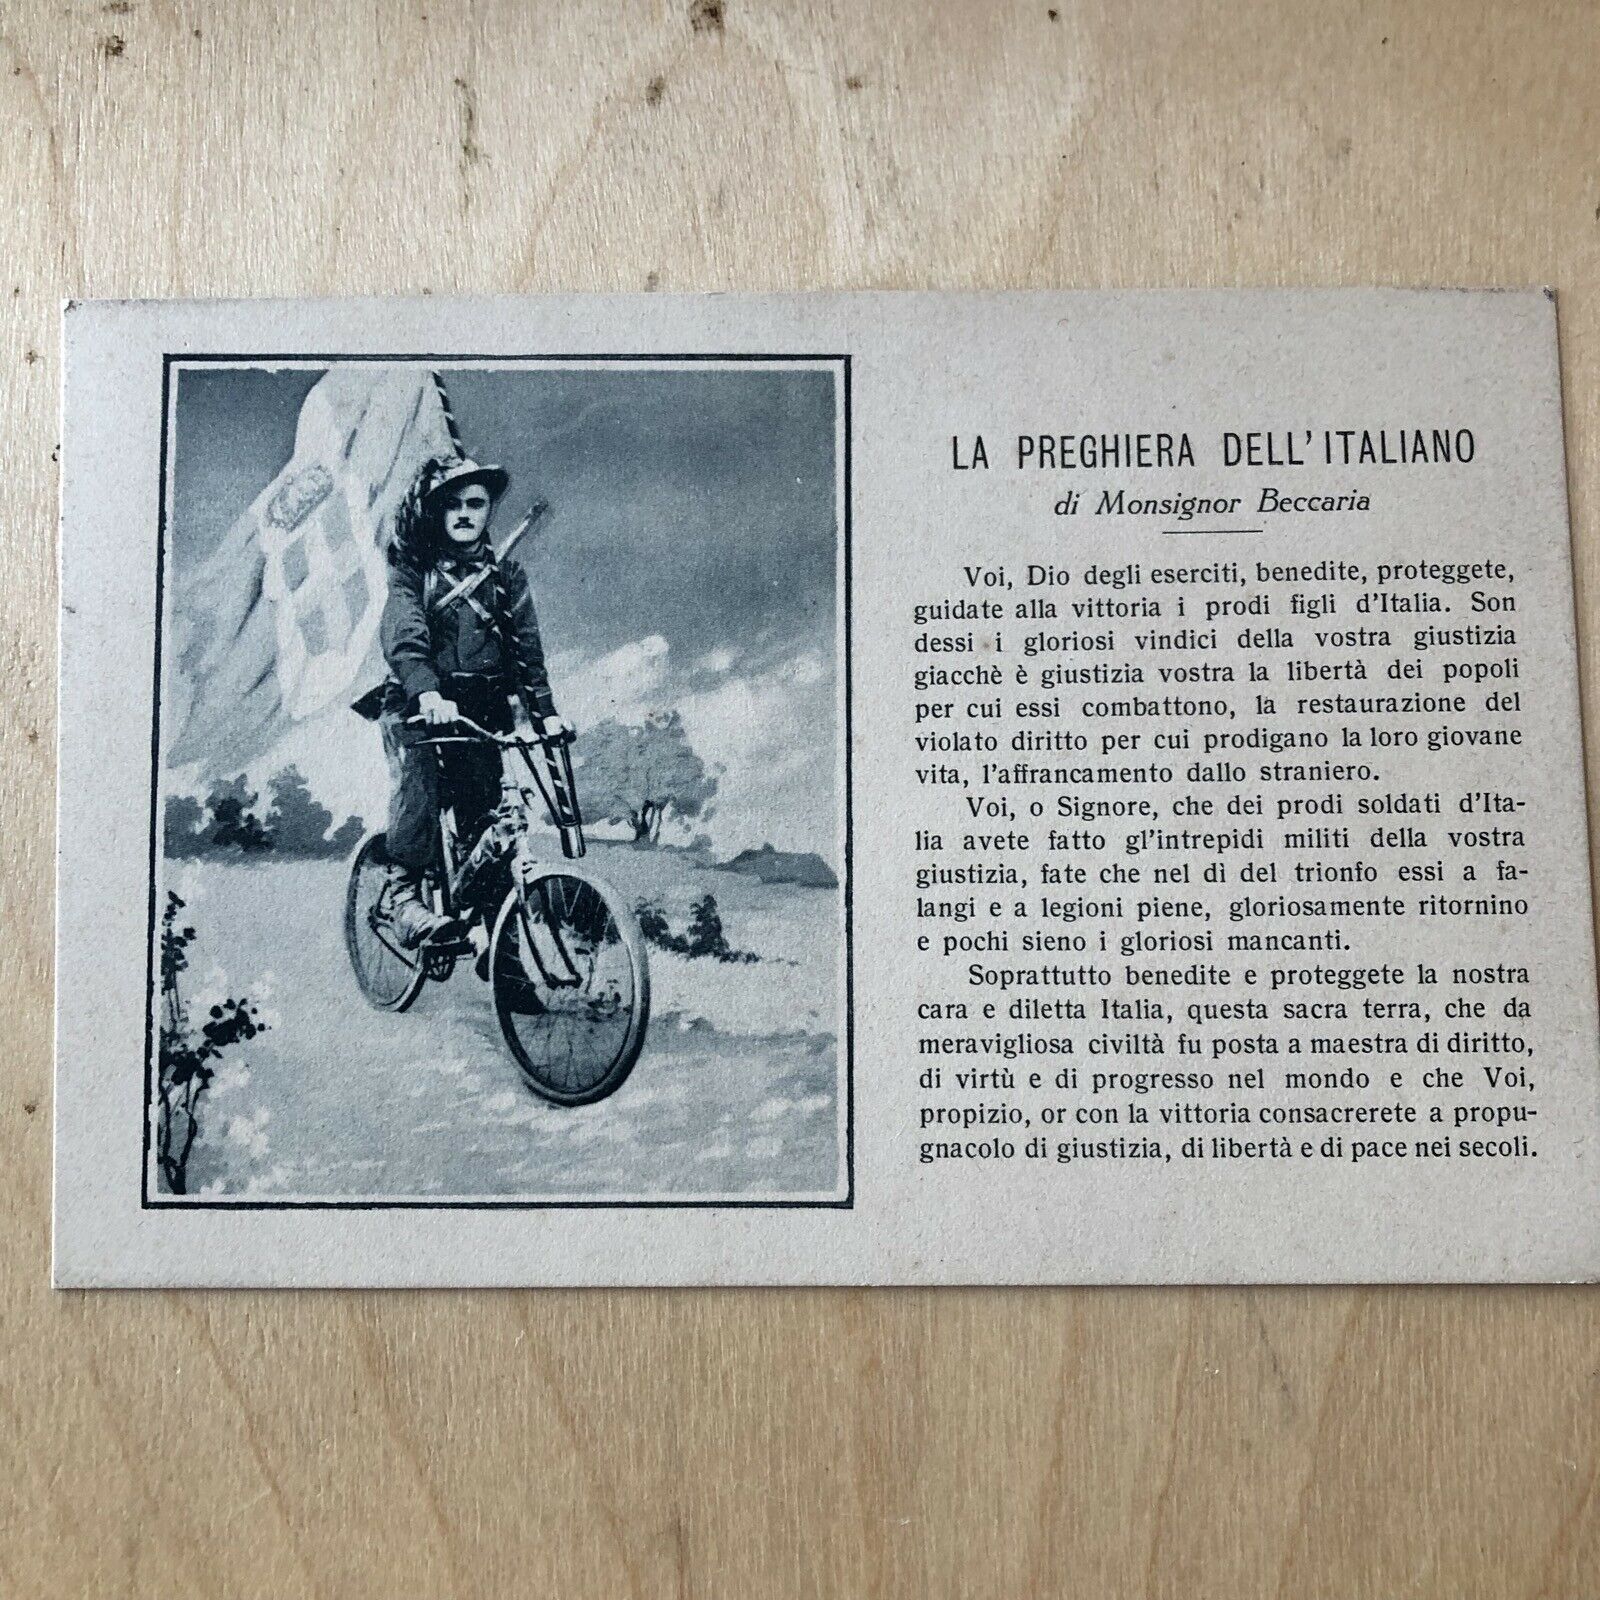 LA PREGHIERA DELL'ITALIANO
di Monsignor Beccaria
Voi, Dio degli eserciti, benedite, proteggete,
guidate alla vittoria i prodi figli d'Italia. Son
dessi i gloriosi vindici della vostra giustizia
giacchè è giustizia vostra la libertà dei popoli
per cui essi combattono, la restaurazione del
violato diritto per cui prodigano la loro giovane
vita, l'affrancamento dallo straniero.
Voi, o Signore, che dei prodi soldati d'Ita-
lia avete fatto gl'intrepidi militi della vostra
giustizia, fate che nel dì del trionfo essi a fa-
langi e a legioni piene, gloriosamente ritornino
e pochi sieno i gloriosi mancanti.
Soprattutto benedite e proteggete la nostra
cara e diletta Italia, questa sacra terra, che da
meravigliosa civiltà fu posta a maestra di diritto,
di virtù e di progresso nel mondo e che Voi,
propizio, or con la vittoria consacrerete a propu-
gnacolo di giustizia, di libertà e di pace nei secoli.